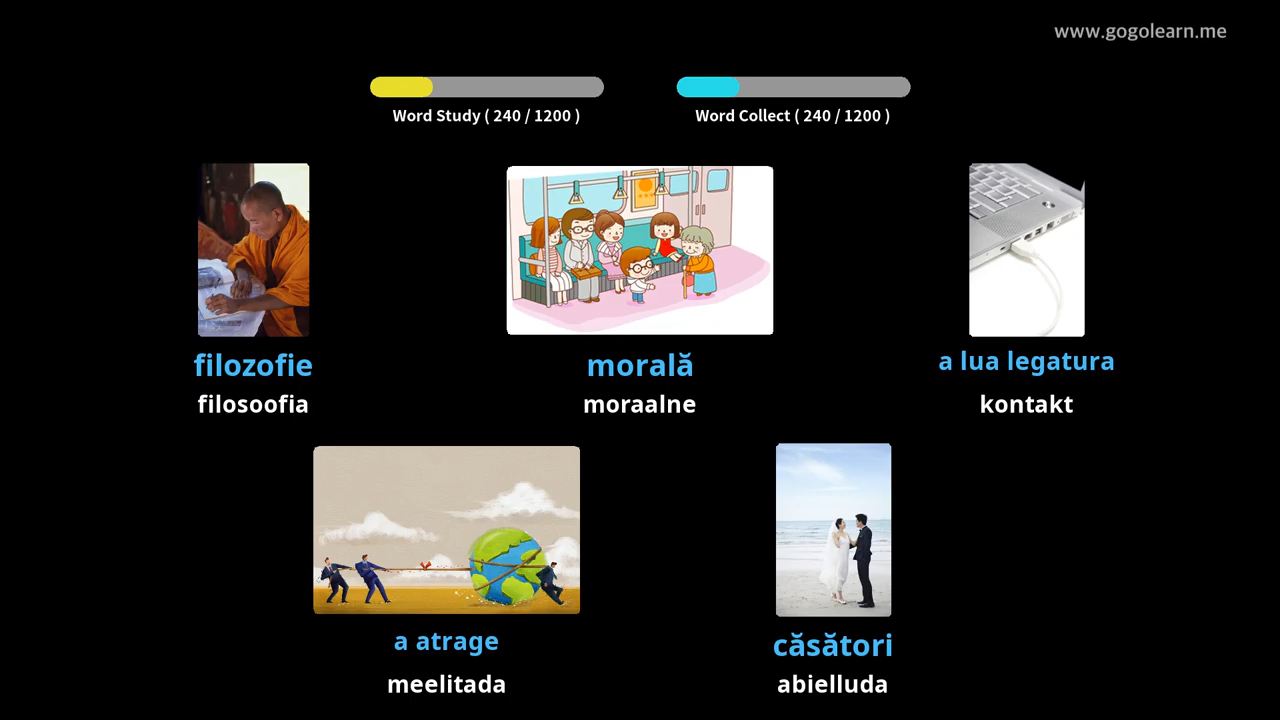 www.gogolearn.me
Word Study ( 240 / 1200 )
Word Collect ( 240 / 1200 )
filozofie
filosoofia
morală
moraalne
a lua legatura
kontakt
a atrage
meelitada
căsători
abielluda